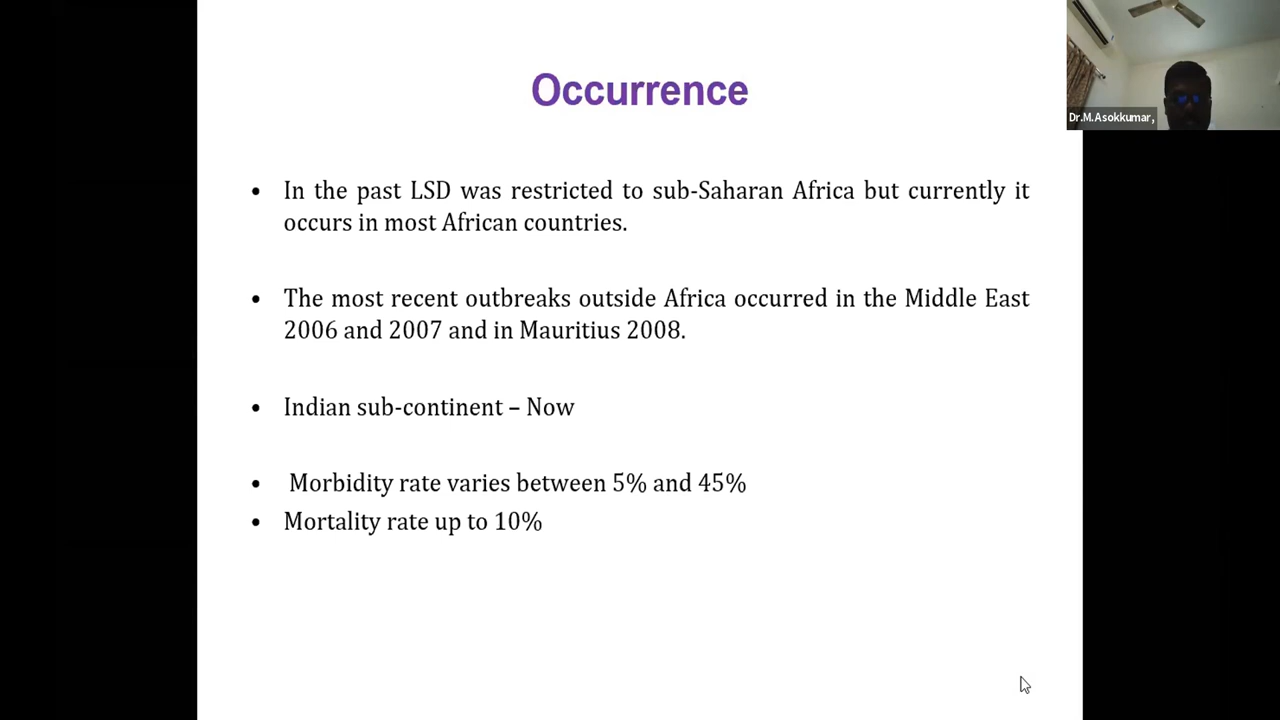 Occurrence
Dr.M.Asokkumar,
• In the past LSD was restricted to sub-Saharan Africa but currently it
occurs in most African countries.
• The most recent outbreaks outside Africa occurred in the Middle East
2006 and 2007 and in Mauritius 2008.
• Indian sub-continent – Now
• Morbidity rate varies between 5% and 45%
• Mortality rate up to 10%